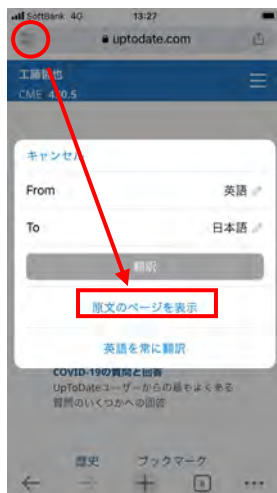 SoftBank 4G 13:27
uptodate.com
工藤
CME
キャンセル
From 英語
To 日本語
翻訳
原文のページを表示
英語を常に翻訳
COVID-19の質問と回答
UpToDateユーザーからの最もよくある
質問のいくつかへの回答
歴史 ブックマーク